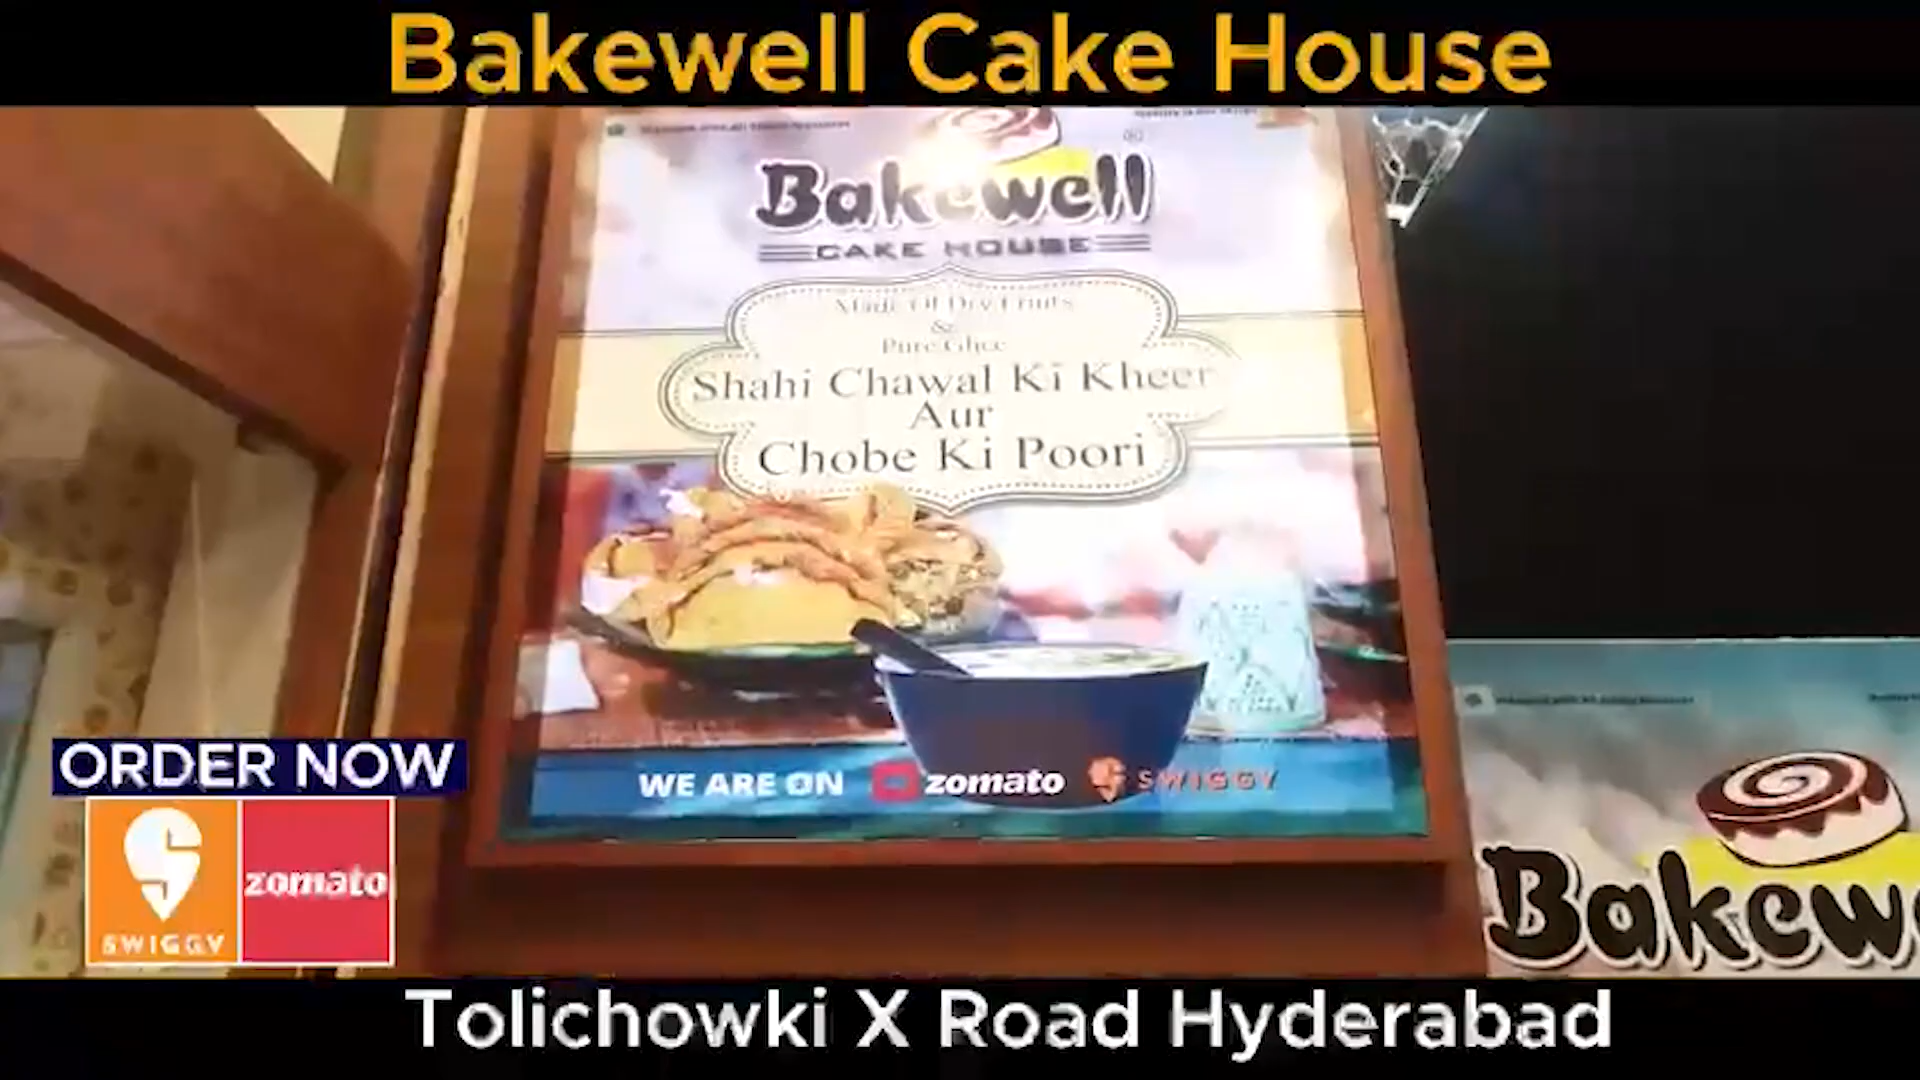 Bakewell Cake House
Bakewell
CAKE HOUSE
Made Of Dry Fruits
&
Pure Ghee
Shahi Chawal Ki Kheer
Aur
Chobe Ki Poori
WE ARE ON zomato SWIGGY
ORDER NOW
SWIGGY zomato
Bakew
Tolichowki X Road Hyderabad